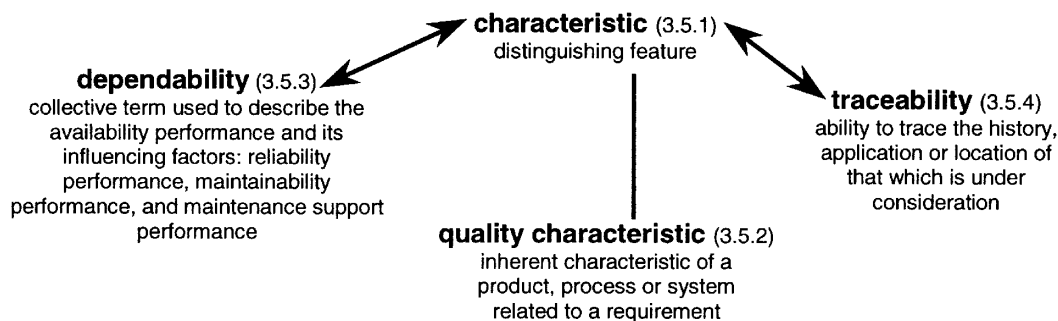 characteristic (3.5.1)
distinguishing feature
dependability (3.5.3)
collective term used to describe the
availability performance and its
influencing factors: reliability
performance, maintainability
performance, and maintenance support
performance
traceability (3.5.4)
ability to trace the history,
application or location of
that which is under
consideration
quality characteristic (3.5.2)
inherent characteristic of a
product, process or system
related to a requirement